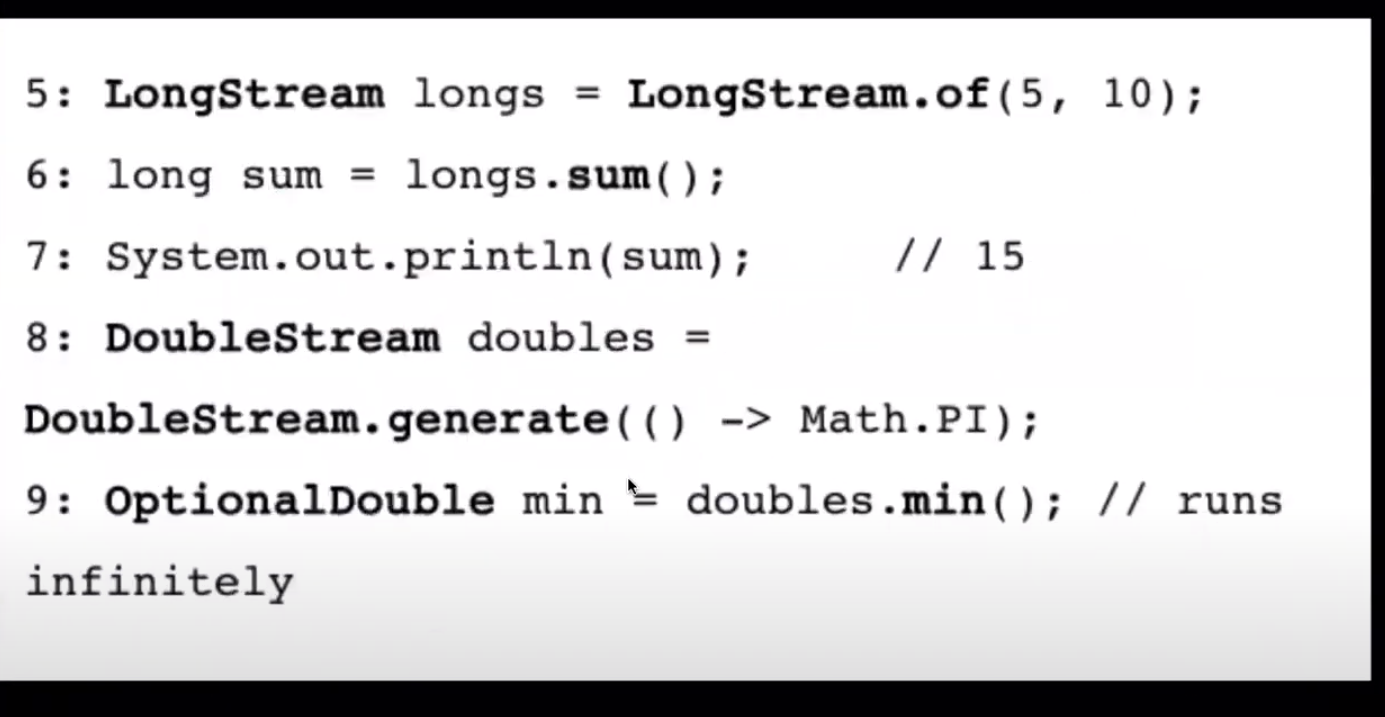 5: LongStream longs = LongStream.of(5, 10);
6: long sum = longs.sum();
7: System.out.println(sum);     // 15
8: DoubleStream doubles =
DoubleStream.generate(() -> Math.PI);
9: OptionalDouble min = doubles.min(); // runs
infinitely